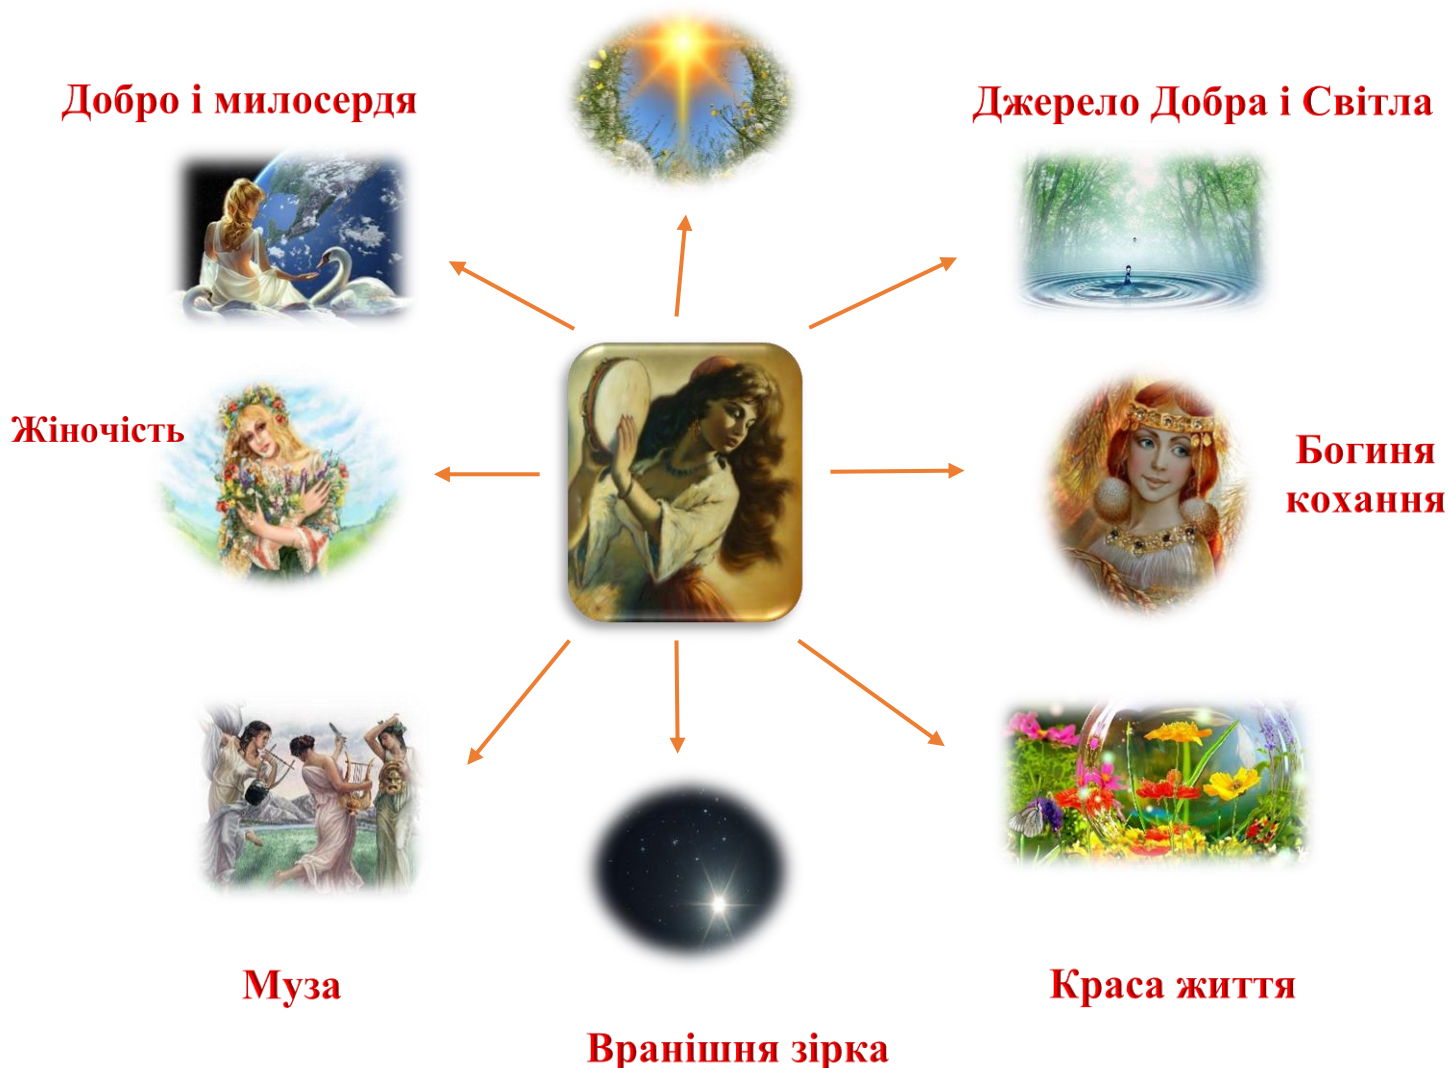 Добро і милосердя
Джерело Добра і Світла
Жіночість
Богиня
кохання
Муза
Краса життя
Вранішня зірка